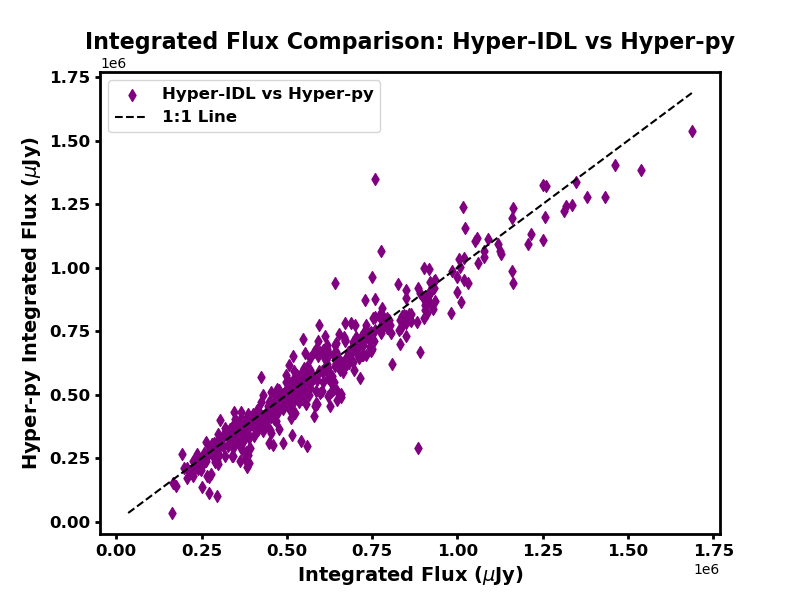 Integrated Flux Comparison: Hyper-IDL vs Hyper-py
1e6
1.75
1.50
1.25
1.00
0.75
0.50
0.25
0.00
Hyper-py Integrated Flux (μJy)
Hyper-IDL vs Hyper-py
1:1 Line
0.00 0.25 0.50 0.75 1.00 1.25 1.50 1.75
1e6
Integrated Flux (μJy)